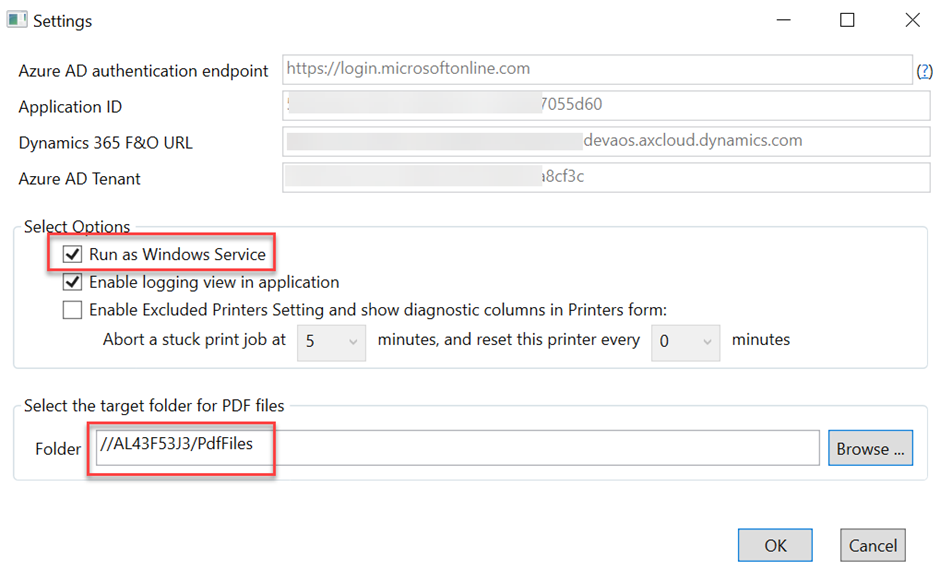 Settings
Azure AD authentication endpoint https://login.microsoftonline.com (?)
Application ID 7055d60
Dynamics 365 F&O URL devaos.axcloud.dynamics.com
Azure AD Tenant a8cf3c
Select Options
Run as Windows Service
Enable logging view in application
Enable Excluded Printers Setting and show diagnostic columns in Printers form:
Abort a stuck print job at 5 minutes, and reset this printer every 0 minutes
Select the target folder for PDF files
Folder //AL43F53J3/PdfFiles Browse ...
OK Cancel